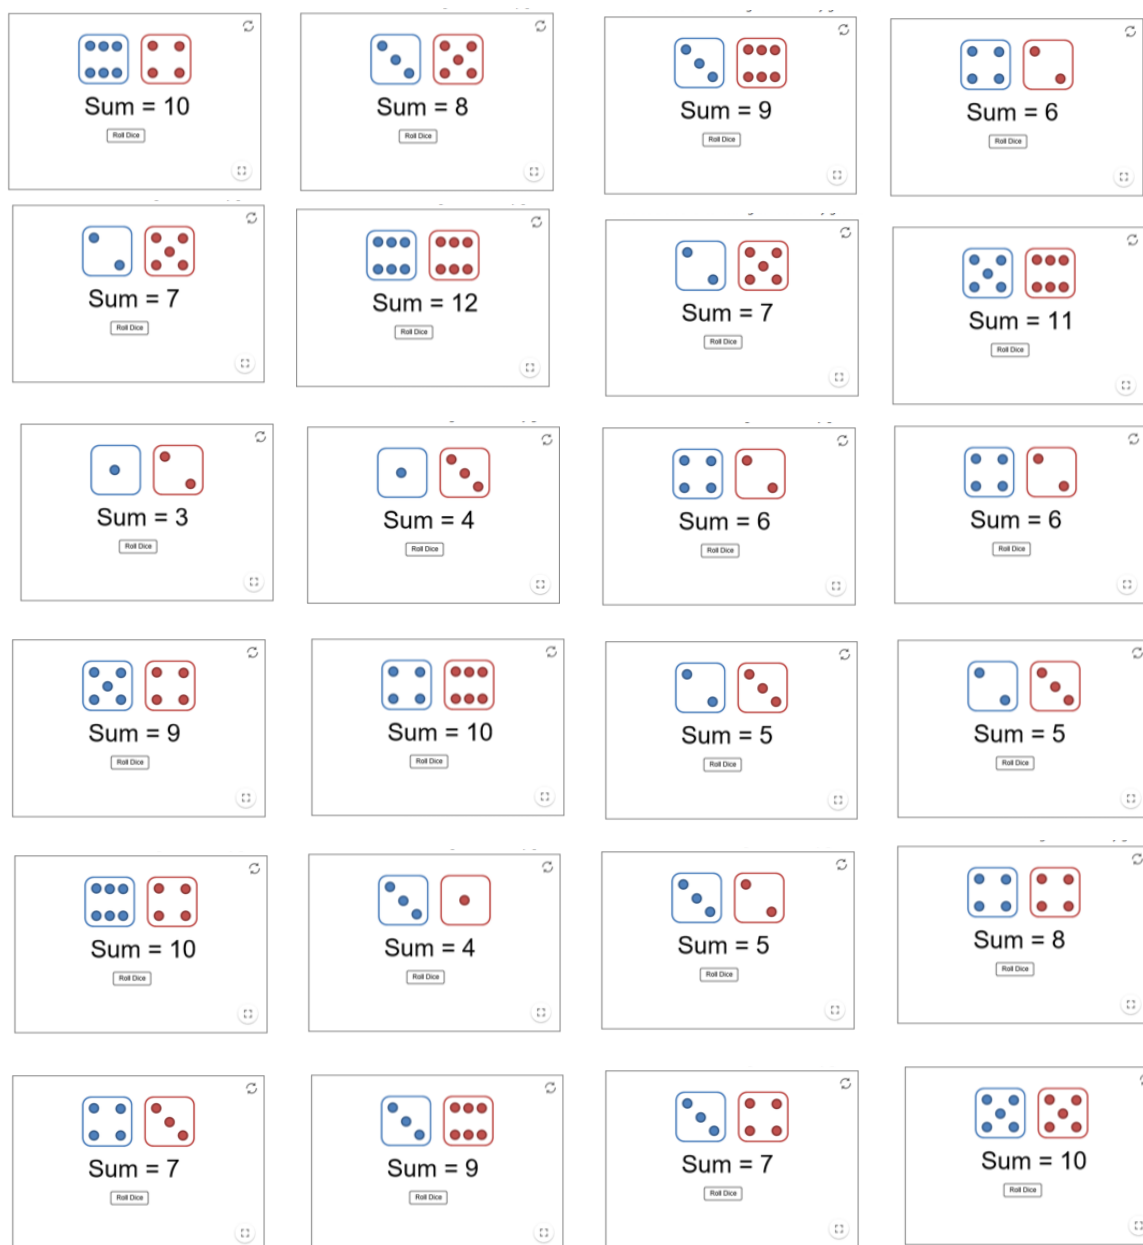 Sum = 10
Roll Dice
Sum = 8
Roll Dice
Sum = 9
Roll Dice
Sum = 6
Roll Dice
Sum = 7
Roll Dice
Sum = 12
Roll Dice
Sum = 7
Roll Dice
Sum = 11
Roll Dice
Sum = 3
Roll Dice
Sum = 4
Roll Dice
Sum = 6
Roll Dice
Sum = 6
Roll Dice
Sum = 9
Roll Dice
Sum = 10
Roll Dice
Sum = 5
Roll Dice
Sum = 5
Roll Dice
Sum = 10
Roll Dice
Sum = 4
Roll Dice
Sum = 5
Roll Dice
Sum = 8
Roll Dice
Sum = 7
Roll Dice
Sum = 9
Roll Dice
Sum = 7
Roll Dice
Sum = 10
Roll Dice